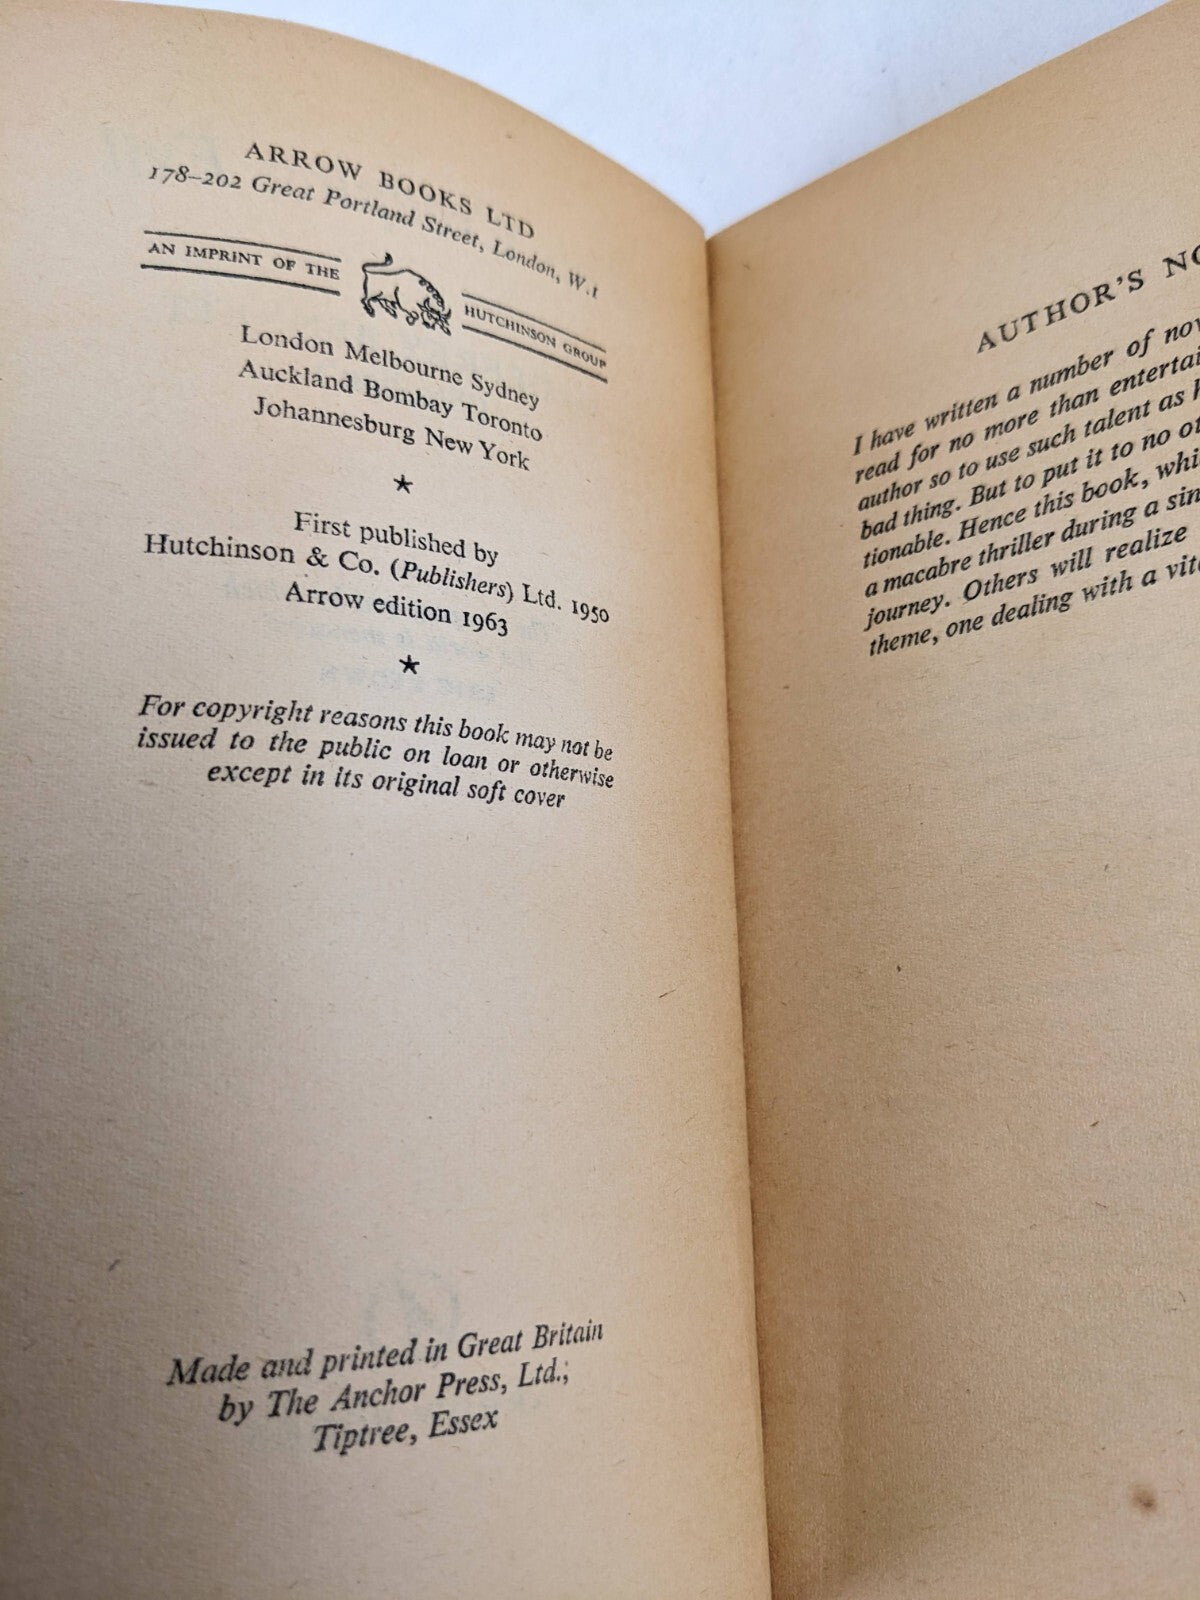 ARROW BOOKS LTD
178–202 Great Portland Street, London, W.1
AN IMPRINT OF THE HUTCHINSON GROUP
London Melbourne Sydney
Auckland Bombay Toronto
Johannesburg New York
★
First published by
Hutchinson & Co. (Publishers) Ltd. 1950
Arrow edition 1963
★
For copyright reasons this book may not be
issued to the public on loan or otherwise
except in its original soft cover
Made and printed in Great Britain
by The Anchor Press, Ltd.,
Tiptree, Essex
AUTHOR'S
I have written a number of
read for no more than
author so to use such talent as
bad thing. But to put it to no
tionable. Hence this book,
a macabre thriller during a
journey. Others will realize
theme, one dealing with a